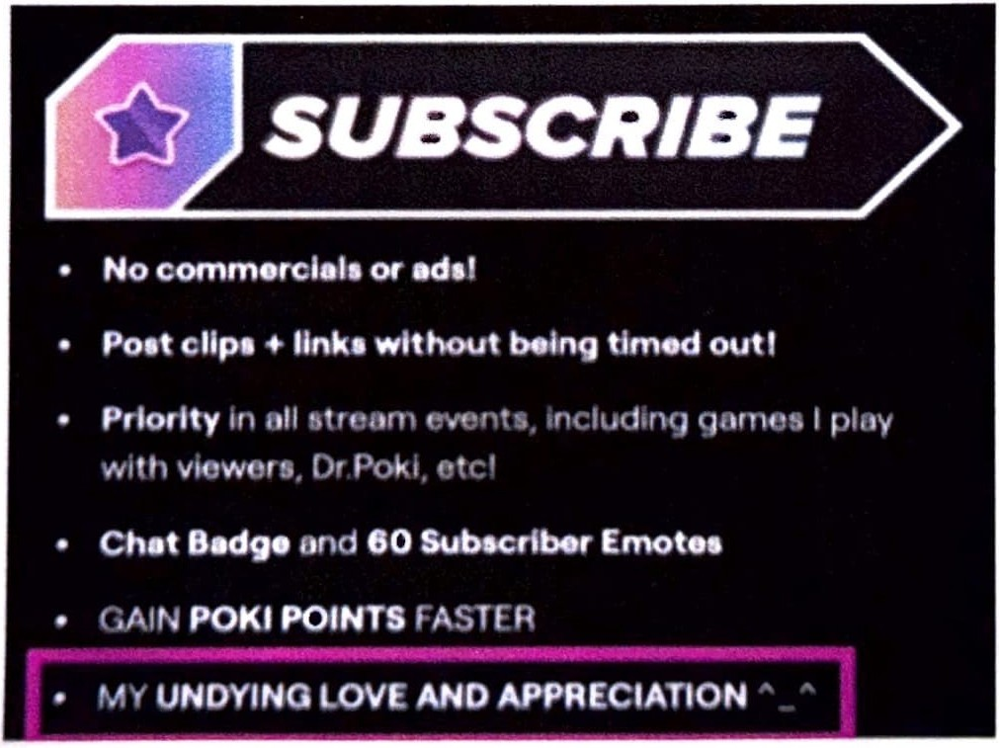 SUBSCRIBE
• No commercials or ads!
• Post clips + links without being timed out!
• Priority in all stream events, including games I play
with viewers, Dr.Poki, etc!
• Chat Badge and 60 Subscriber Emotes
• GAIN POKI POINTS FASTER
• MY UNDYING LOVE AND APPRECIATION ^_^